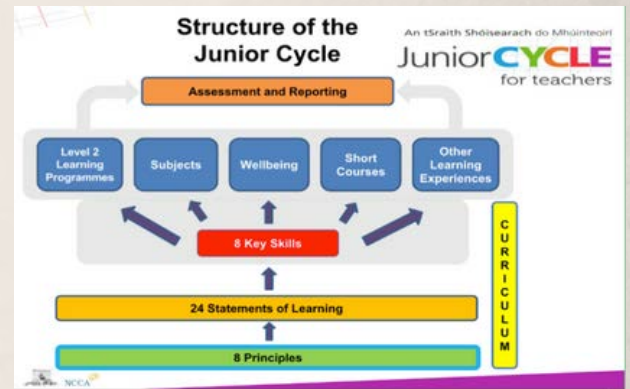 Structure of the
Junior Cycle
An tSraith Shóisearach do Mhúinteoirí
JuniorCYCLE
for teachers
Assessment and Reporting
Level 2
Learning
Programmes
Subjects
Wellbeing
Short
Courses
Other
Learning
Experiences
8 Key Skills
24 Statements of Learning
8 Principles
CURRICULUM
NCCA